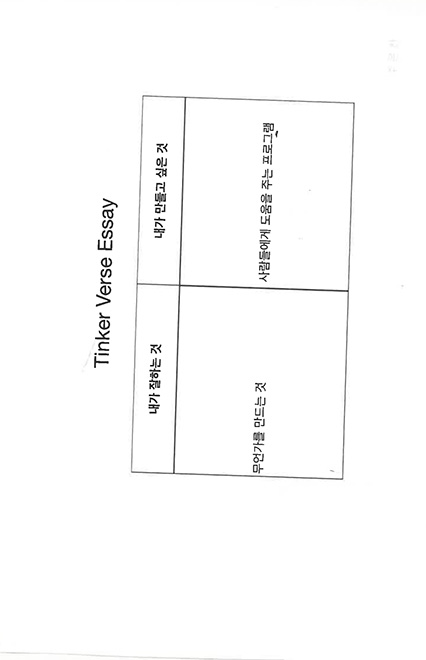 Tinker Verse Essay
내가 잘하는 것
내가 만들고 싶은 것
무언가를 만드는 것
사람들에게 도움을 주는 프로그램